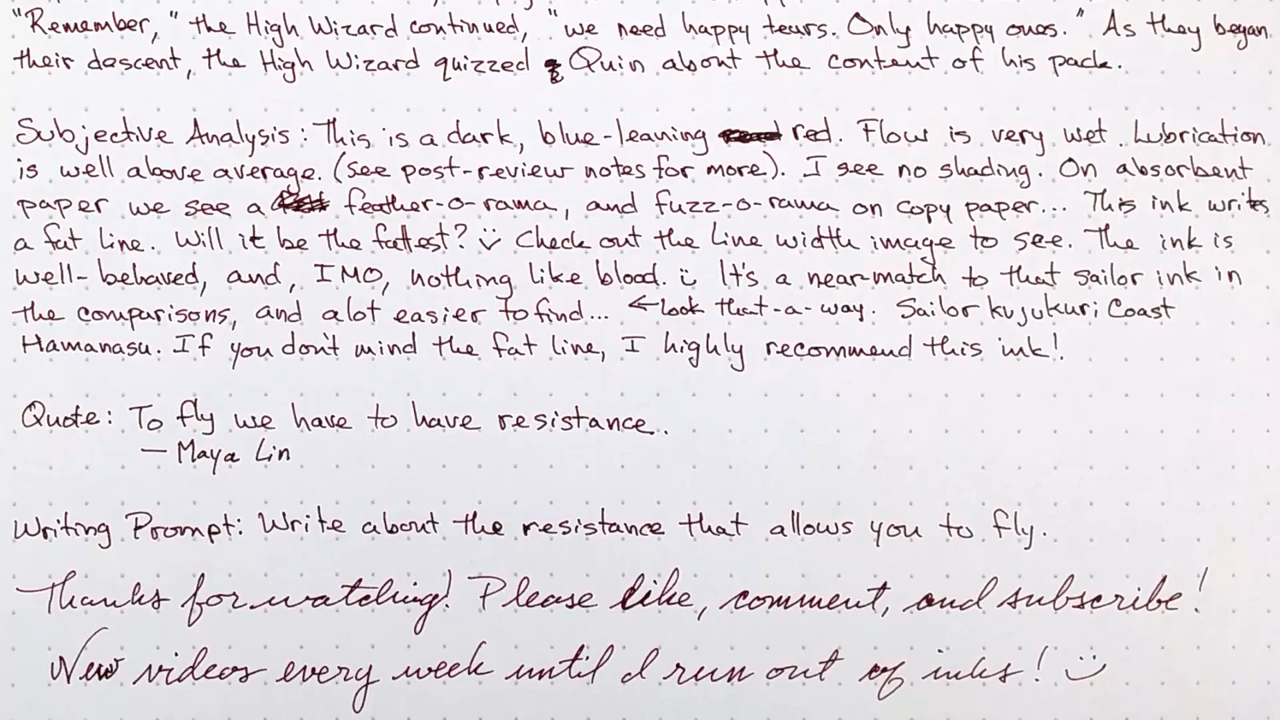 "Remember," the High Wizard continued, "we need happy tears. Only happy ones." As they began
their descent, the High Wizard quizzed Quin about the content of his pack.
Subjective Analysis: This is a dark, blue-leaning red. Flow is very wet. Lubrication
is well above average. (see post-review notes for more). I see no shading. On absorbent
paper we see a feather-o-rama, and fuzz-o-rama on copy paper... This ink writes
a fat line. Will it be the fattest? :) Check out the line width image to see. The ink is
well-behaved, and, IMO, nothing like blood. :) It's a near-match to that Sailor ink in
the comparisons, and alot easier to find... ← look that-a-way. Sailor kujukuri Coast
Hamanasu. If you don't mind the fat line, I highly recommend this ink!
Quote: To fly we have to have resistance.
— Maya Lin
Writing Prompt: Write about the resistance that allows you to fly.
Thanks for watching! Please like, comment, and subscribe!
New videos every week until I run out of inks! :)